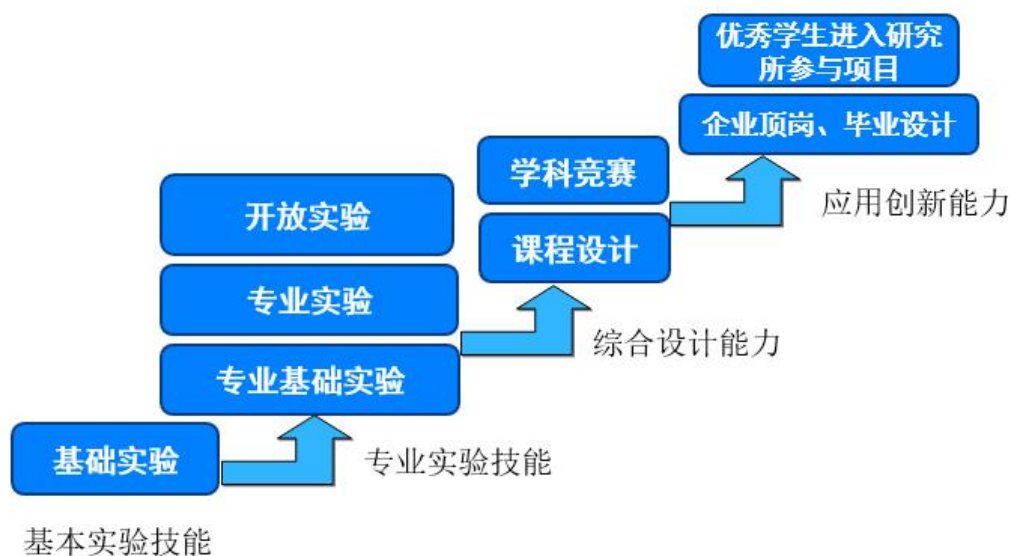 优秀学生进入研究
所参与项目
企业顶岗、毕业设计
学科竞赛
应用创新能力
开放实验
课程设计
专业实验
综合设计能力
专业基础实验
基础实验
专业实验技能
基本实验技能